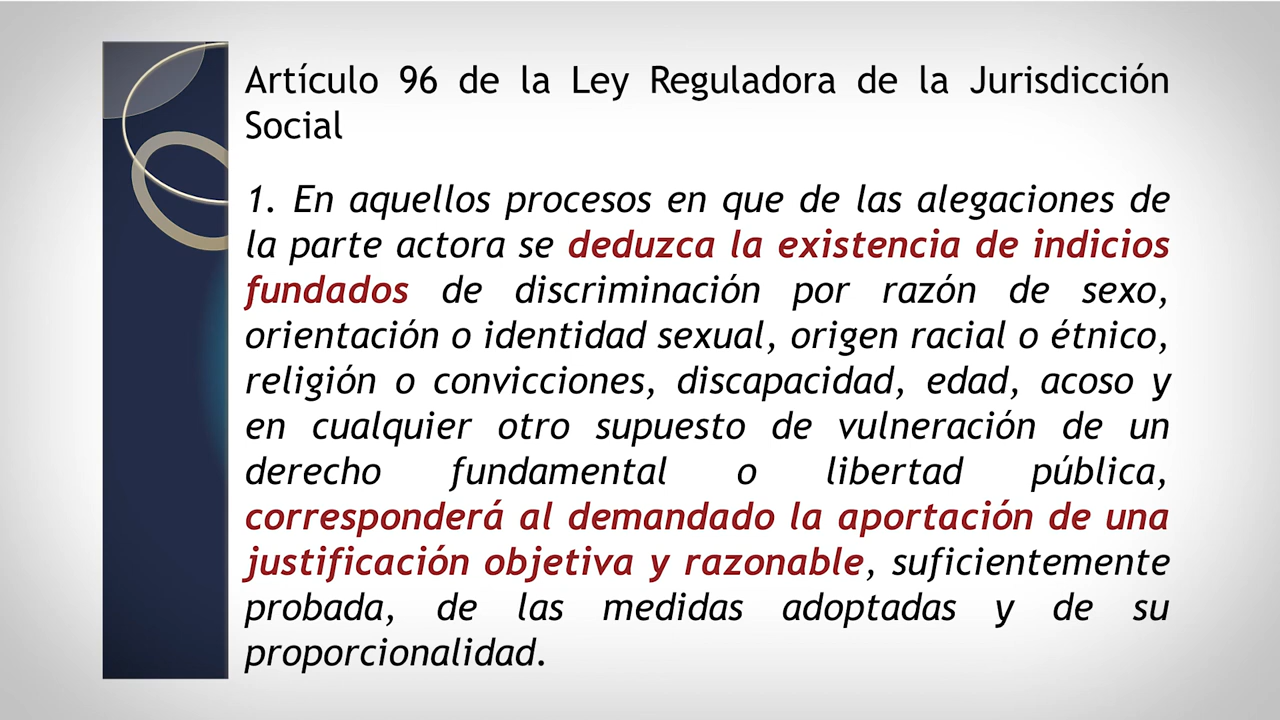 Artículo 96 de la Ley Reguladora de la Jurisdicción
Social
1. En aquellos procesos en que de las alegaciones de
la parte actora se deduzca la existencia de indicios
fundados de discriminación por razón de sexo,
orientación o identidad sexual, origen racial o étnico,
religión o convicciones, discapacidad, edad, acoso y
en cualquier otro supuesto de vulneración de un
derecho fundamental o libertad pública,
corresponderá al demandado la aportación de una
justificación objetiva y razonable, suficientemente
probada, de las medidas adoptadas y de su
proporcionalidad.